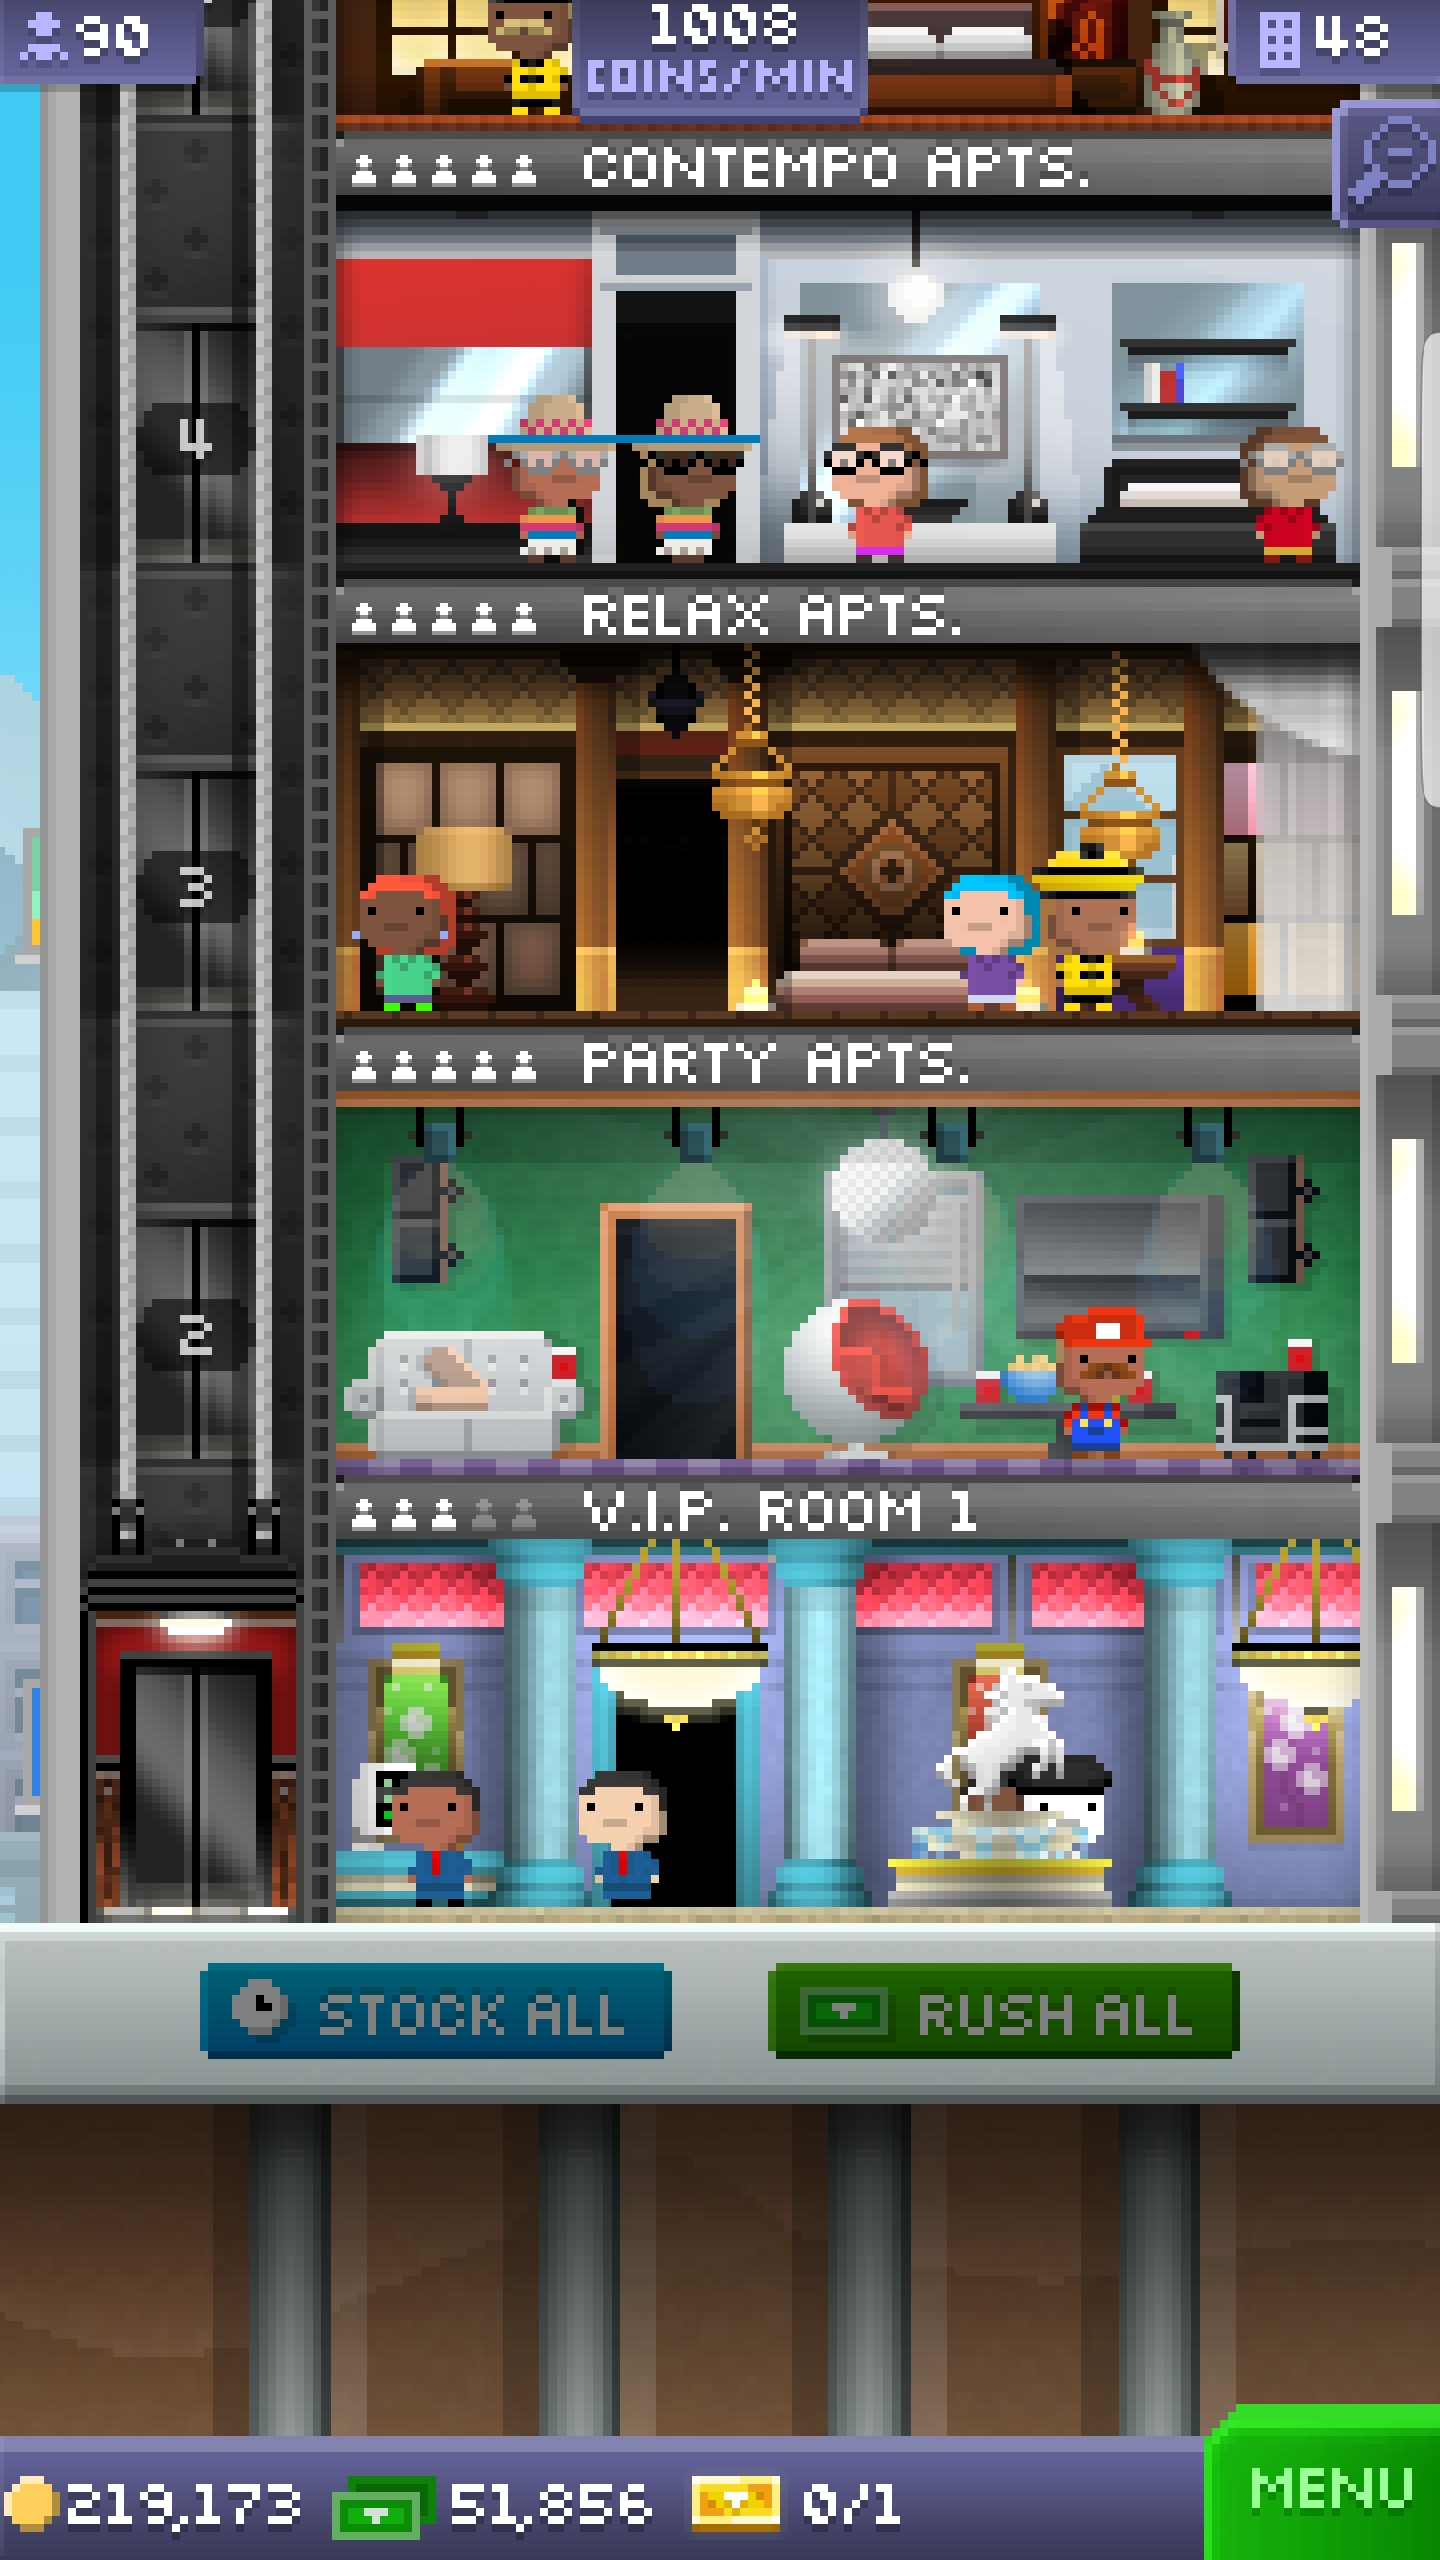 90
1008
COINS/MIN
48
CONTEMPO APTS.
4
RELAX APTS.
3
PARTY APTS.
2
V.I.P. ROOM 1
STOCK ALL
RUSH ALL
219,173
51,856
0/1
MENU